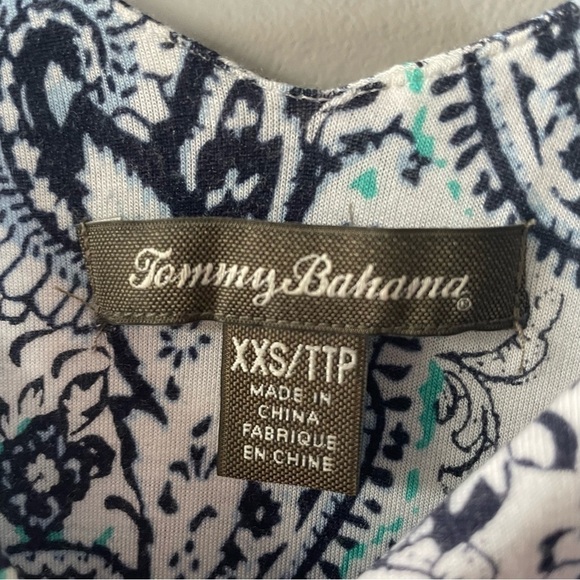 Tommy Bahama®
XXS/TTP
MADE IN
CHINA
FABRIQUE
EN CHINE